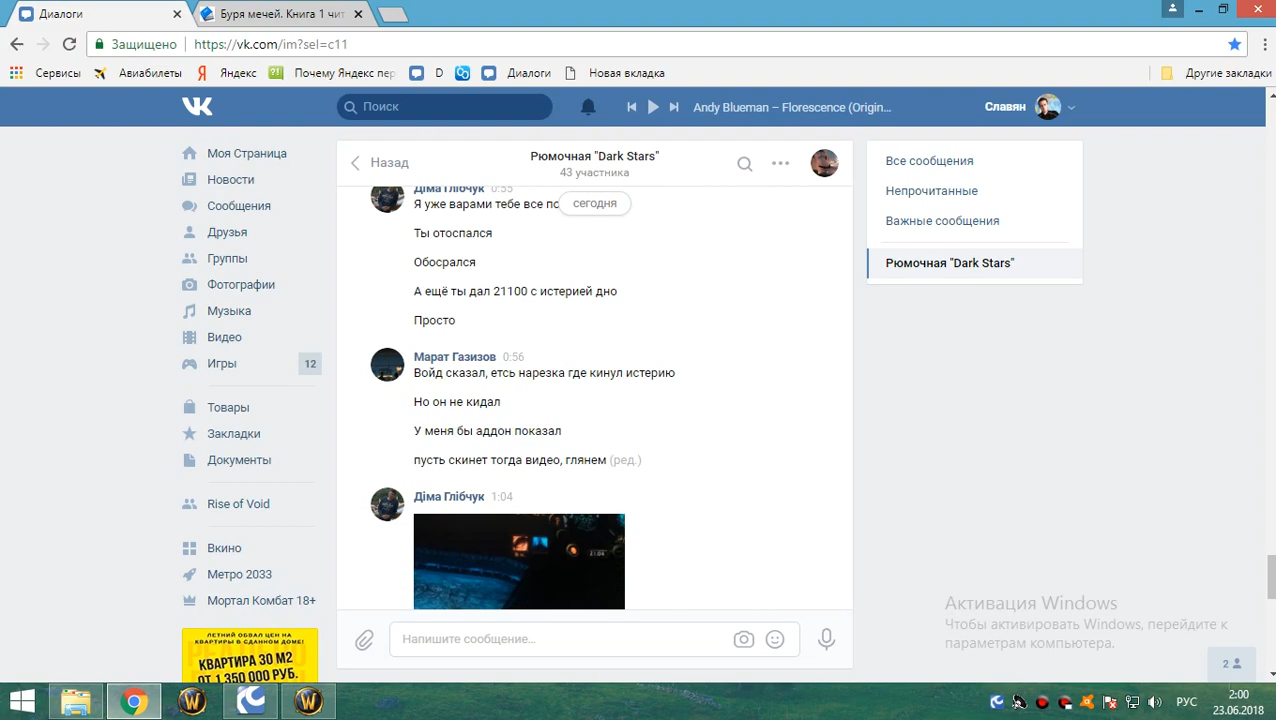 Диалоги
Буря мечей. Книга 1 чит
Защищено
https://vk.com/im?sel=c11
Сервисы
Авиабилеты
Яндекс
Почему Яндекс пер
D
Диалоги
Новая вкладка
Другие закладки
Поиск
Andy Blueman – Florescence (Origin...
Славян
Моя Страница
Новости
Сообщения
Друзья
Группы
Фотографии
Музыка
Видео
Игры
12
Товары
Закладки
Документы
Rise of Void
Вкино
Метро 2033
Мортал Комбат 18+
ЛЕТНИЙ ОБВАЛ ЦЕН НА
КВАРТИРЫ В СДАННОМ ДОМЕ!
КВАРТИРА 30 М2
ОТ 1 350 000 РУБ.
Назад
Рюмочная "Dark Stars"
43 участника
Діма Глібчук 0:55
Я уже варами тебе все по
сегодня
Ты отоспался
Обосрался
А ещё ты дал 21100 с истерией дно
Просто
Марат Газизов 0:56
Войд сказал, етсь нарезка где кинул истерию
Но он не кидал
У меня бы аддон показал
пусть скинет тогда видео, глянем (ред.)
Діма Глібчук 1:04
21:04
Напишите сообщение...
Все сообщения
Непрочитанные
Важные сообщения
Рюмочная "Dark Stars"
Активация Windows
Чтобы активировать Windows, перейдите к
параметрам компьютера.
2
РУС
2:00
23.06.2018